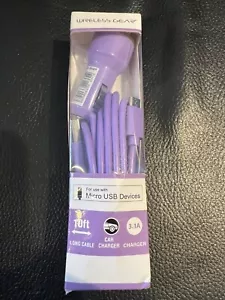 WIRELESS GEAR
For use with
Micro USB Devices
10ft
LONG CABLE
CAR
CHARGER
3.1A
CHARGER